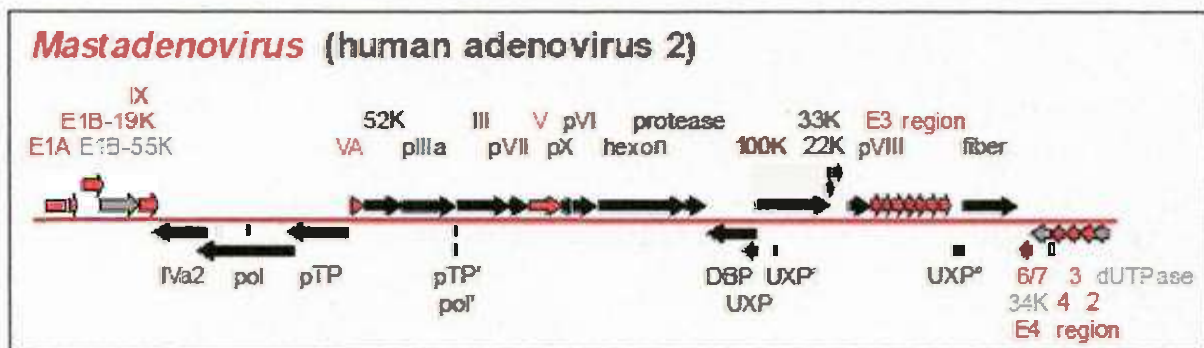 Mastadenovirus (human adenovirus 2)
IX
E1B-19K
E1A E1B-55K
52K III V pVI protease 33K E3 region
VA pIIIa pVII pX hexon 100K 22K pVIII fiber
IVa2 pol pTP pTP' DBP UXP' UXP" 6/7 3 dUTPase
pol' UXP 34K 4 2
E4 region